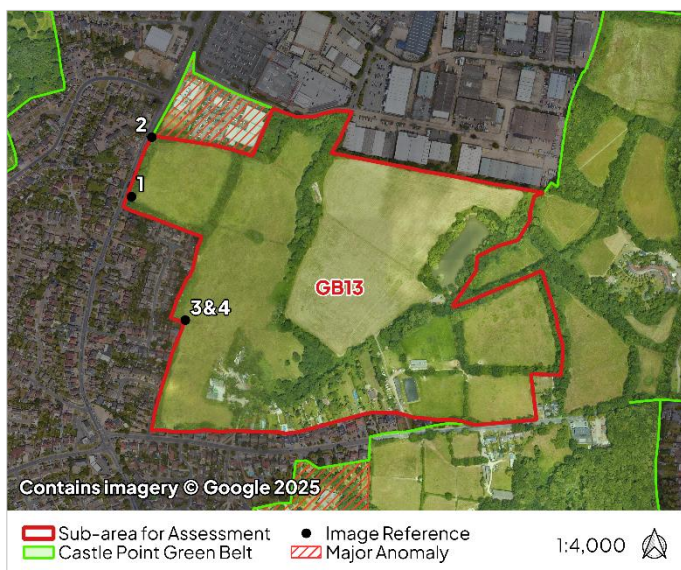 2
1
3&4
GB13
Contains imagery © Google 2025
Sub-area for Assessment
Image Reference
1:4,000
Castle Point Green Belt
Major Anomaly